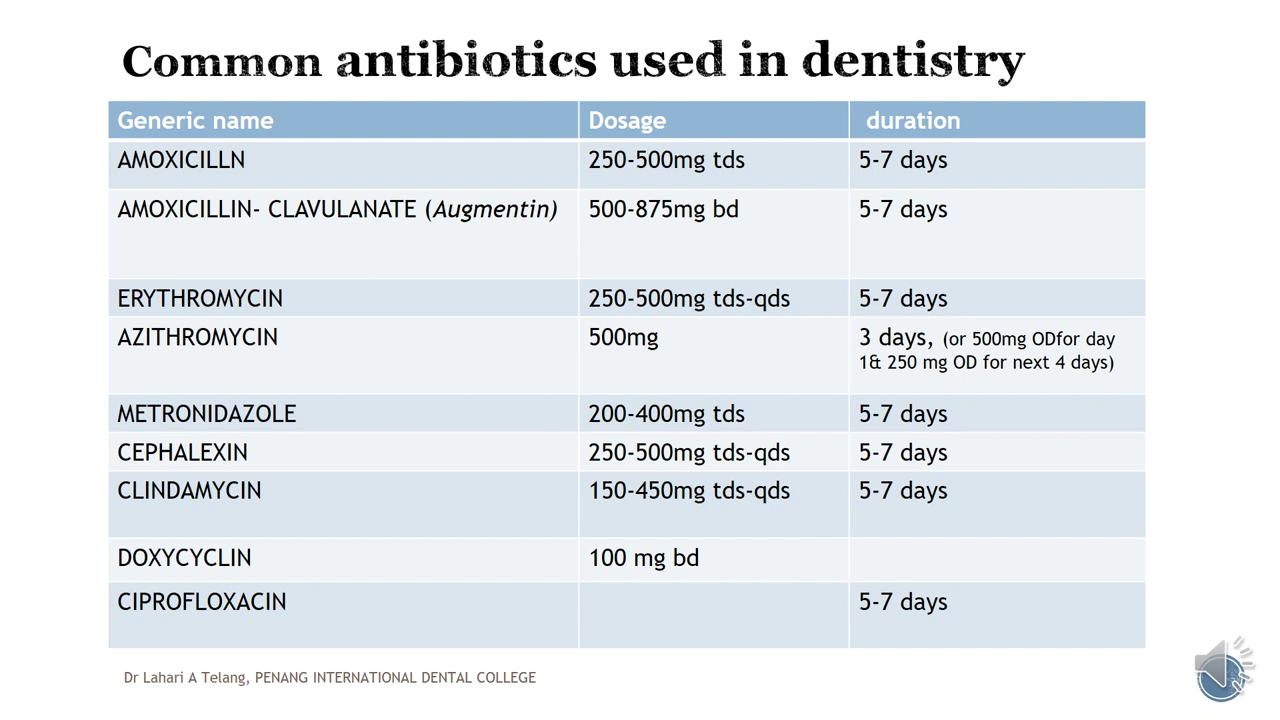 Common antibiotics used in dentistry
Generic name Dosage duration
AMOXICILLN 250-500mg tds 5-7 days
AMOXICILLIN- CLAVULANATE (Augmentin) 500-875mg bd 5-7 days
ERYTHROMYCIN 250-500mg tds-qds 5-7 days
AZITHROMYCIN 500mg 3 days, (or 500mg ODfor day
1& 250 mg OD for next 4 days)
METRONIDAZOLE 200-400mg tds 5-7 days
CEPHALEXIN 250-500mg tds-qds 5-7 days
CLINDAMYCIN 150-450mg tds-qds 5-7 days
DOXYCYCLIN 100 mg bd
CIPROFLOXACIN 5-7 days
Dr Lahari A Telang, PENANG INTERNATIONAL DENTAL COLLEGE